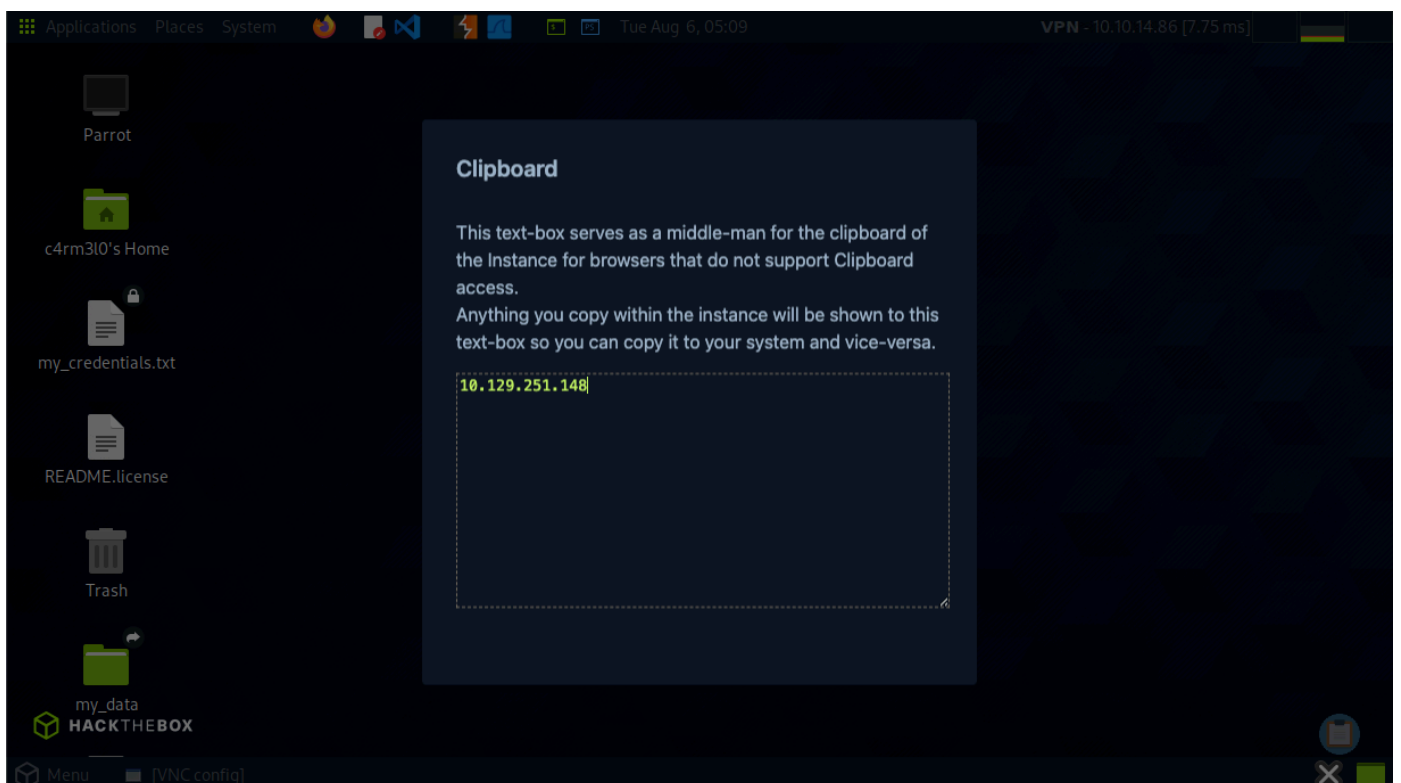 Applications Places System Tue Aug 6, 05:09 VPN - 10.10.14.86 [7.75 ms]
Parrot
c4rm3l0's Home
my_credentials.txt
README.license
Trash
my_data
HACKTHEBOX
Clipboard
This text-box serves as a middle-man for the clipboard of
the Instance for browsers that do not support Clipboard
access.
Anything you copy within the instance will be shown to this
text-box so you can copy it to your system and vice-versa.
10.129.251.148
Menu [VNC config]